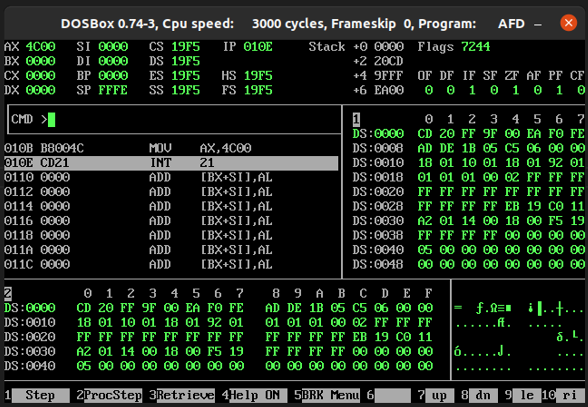 DOSBox 0.74-3, Cpu speed: 3000 cycles, Frameskip 0, Program: AFD
AX 4C00 SI 0000 CS 19F5 IP 010E Stack +0 0000 Flags 7244
BX 0000 DI 0000 DS 19F5 +2 20CD
CX 0000 BP 0000 ES 19F5 HS 19F5 +4 9FFF OF DF IF SF ZF AF PF CF
DX 0000 SP FFFE SS 19F5 FS 19F5 +6 EA00 0 0 1 0 1 0 1 0
CMD >
1 0 1 2 3 4 5 6 7
DS:0000 CD 20 FF 9F 00 EA F0 FE
DS:0008 AD DE 1B 05 C5 06 00 00
DS:0010 18 01 10 01 18 01 92 01
DS:0018 01 01 01 00 02 FF FF FF
DS:0020 FF FF FF FF FF FF FF FF
DS:0028 FF FF FF FF EB 19 C0 11
DS:0030 A2 01 14 00 18 00 F5 19
DS:0038 FF FF FF FF 00 00 00 00
DS:0040 05 00 00 00 00 00 00 00
DS:0048 00 00 00 00 00 00 00 00
010B B8004C MOV AX,4C00
010E CD21 INT 21
0110 0000 ADD [BX+SI],AL
0112 0000 ADD [BX+SI],AL
0114 0000 ADD [BX+SI],AL
0116 0000 ADD [BX+SI],AL
0118 0000 ADD [BX+SI],AL
011A 0000 ADD [BX+SI],AL
011C 0000 ADD [BX+SI],AL
2 0 1 2 3 4 5 6 7 8 9 A B C D E F
DS:0000 CD 20 FF 9F 00 EA F0 FE AD DE 1B 05 C5 06 00 00
DS:0010 18 01 10 01 18 01 92 01 01 01 01 00 02 FF FF FF
DS:0020 FF FF FF FF FF FF FF FF FF FF FF FF EB 19 C0 11
DS:0030 A2 01 14 00 18 00 F5 19 FF FF FF FF 00 00 00 00
DS:0040 05 00 00 00 00 00 00 00 00 00 00 00 00 00 00 00
1 Step 2 ProcStep 3 Retrieve 4 Help ON 5 BRK Menu 6 7 up 8 dn 9 le 10 ri